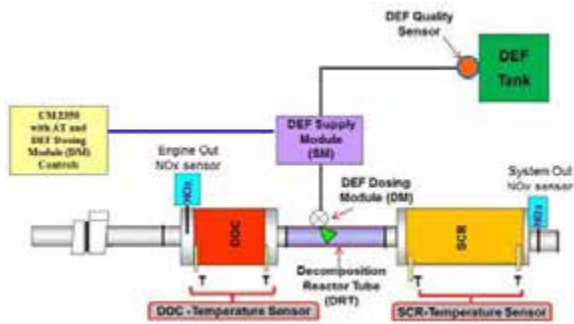 DEF Quality
Sensor
DEF
Tank
CM2350
with AT and
DEF Dosing
Module (DM)
Controls
DEF Supply
Module
(SM)
Engine Out
NOx sensor
System Out
NOx sensor
NOx
NOx
DEF Dosing
Module (DM)
DOC
SCR
Decomposition
Reactor Tube
(DRT)
T
T
T
T
DOC -Temperature Sensor
SCR-Temperature Sensor